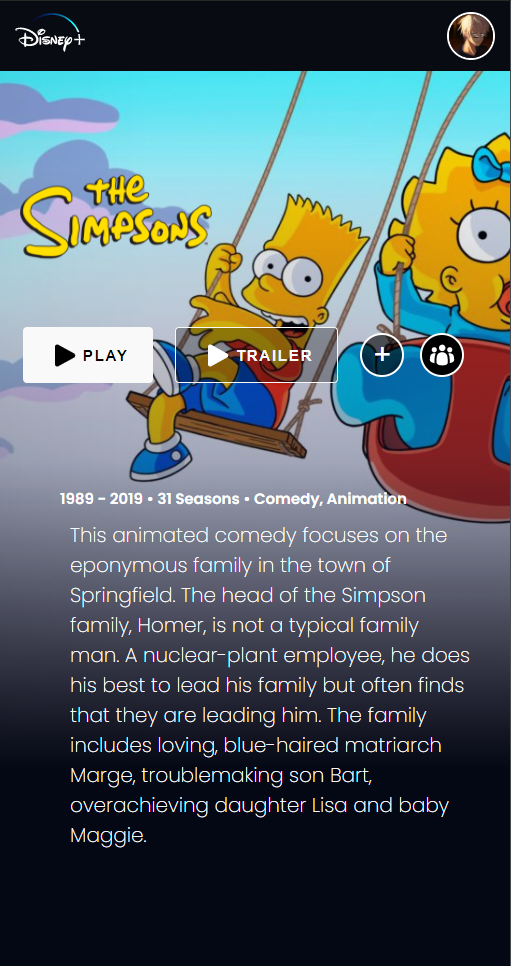 Disney+
THE
SIMPSONS
PLAY
TRAILER
+
1989 - 2019 • 31 Seasons • Comedy, Animation
This animated comedy focuses on the
eponymous family in the town of
Springfield. The head of the Simpson
family, Homer, is not a typical family
man. A nuclear-plant employee, he does
his best to lead his family but often finds
that they are leading him. The family
includes loving, blue-haired matriarch
Marge, troublemaking son Bart,
overachieving daughter Lisa and baby
Maggie.